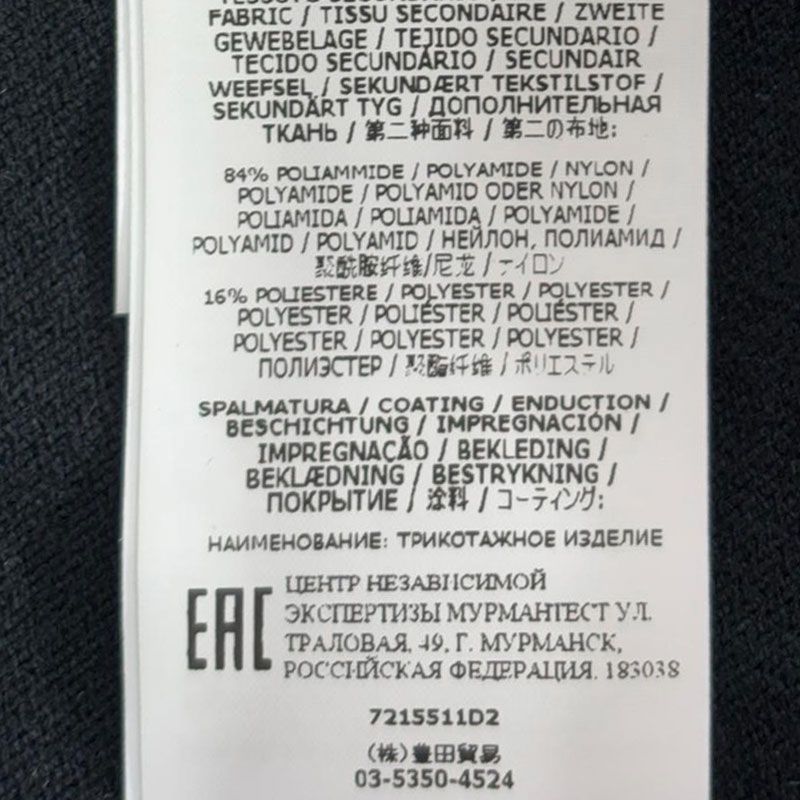 FABRIC / TISSU SECONDAIRE / ZWEITE
GEWEBELAGE / TEJIDO SECUNDARIO /
TECIDO SECUNDÁRIO / SECUNDAIR
WEEFSEL / SEKUNDÆRT TEKSTILSTOF /
SEKUNDÄRT TYG / ДОПОЛНИТЕЛЬНАЯ
ТКАНЬ / 第二种面料 / 第二の布地:
84% POLIAMMIDE / POLYAMIDE / NYLON /
POLYAMIDE / POLYAMID ODER NYLON /
POLIAMIDA / POLIAMIDA / POLYAMIDE /
POLYAMID / POLYAMID / НЕЙЛОН, ПОЛИАМИД /
聚酰胺纤维/尼龙 / ナイロン
16% POLIESTERE / POLYESTER / POLYESTER /
POLYESTER / POLIÉSTER / POLIÉSTER /
POLYESTER / POLYESTER / POLYESTER /
ПОЛИЭСТЕР / 聚酯纤维 / ポリエステル
SPALMATURA / COATING / ENDUCTION /
BESCHICHTUNG / IMPREGNACIÓN /
IMPREGNAÇÃO / BEKLEDING /
BEKLÆDNING / BESTRYKNING /
ПОКРЫТИЕ / 涂料 / コーティング:
НАИМЕНОВАНИЕ: ТРИКОТАЖНОЕ ИЗДЕЛИЕ
EAC
ЦЕНТР НЕЗАВИСИМОЙ
ЭКСПЕРТИЗЫ МУРМАНТЕСТ УЛ.
ТРАЛОВАЯ, 49, Г. МУРМАНСК,
РОССИЙСКАЯ ФЕДЕРАЦИЯ. 183038
7215511D2
(株)豊田貿易
03-5350-4524